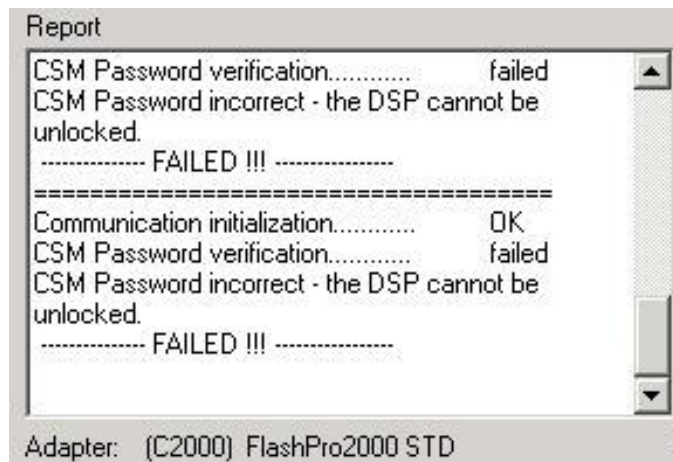 Report
CSM Password verification............ failed
CSM Password incorrect - the DSP cannot be
unlocked.
--------------- FAILED !!! -----------------
=====================================
Communication initialization............. OK
CSM Password verification............ failed
CSM Password incorrect - the DSP cannot be
unlocked.
--------------- FAILED !!! -----------------
Adapter: (C2000) FlashPro2000 STD